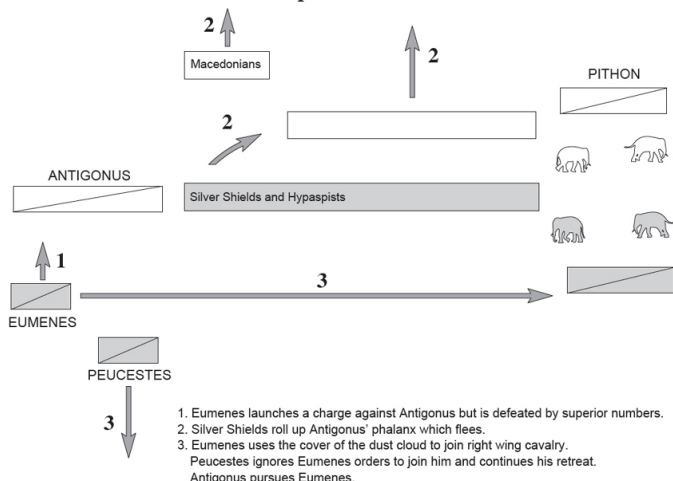 2
Macedonians
2
PITHON
2
ANTIGONUS
Silver Shields and Hypaspists
1
3
EUMENES
PEUCESTES
3
1. Eumenes launches a charge against Antigonus but is defeated by superior numbers.
2. Silver Shields roll up Antigonus' phalanx which flees.
3. Eumenes uses the cover of the dust cloud to join right wing cavalry.
Peucestes ignores Eumenes orders to join him and continues his retreat.
Antigonus pursues Eumenes.